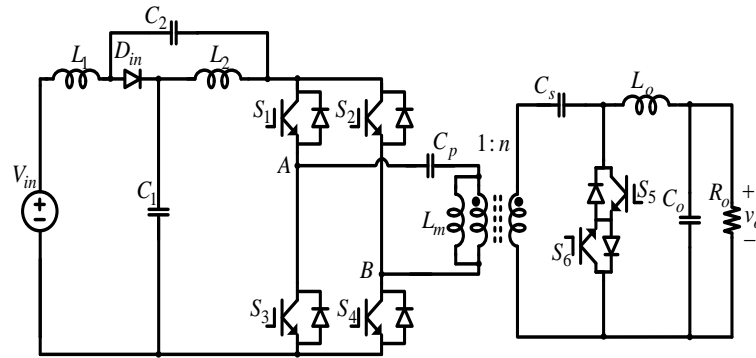 C2
L1
Din
L2
S1
S2
Cs
Lo
Vin
C1
A
Cp
1:n
Lm
S5
S6
Co
Ro
+
vo
−
B
S3
S4